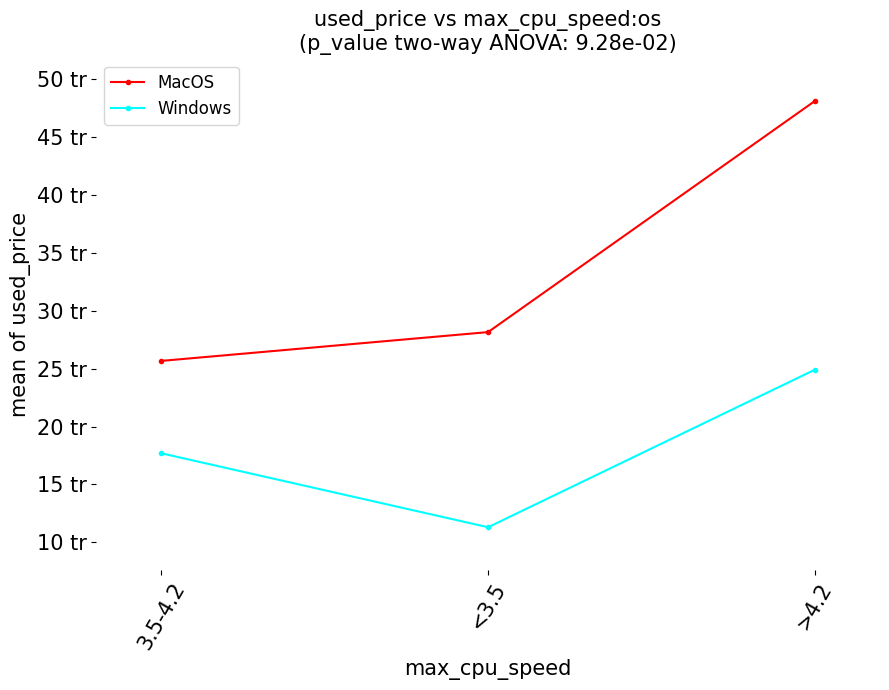 used_price vs max_cpu_speed:os
(p_value two-way ANOVA: 9.28e-02)
MacOS
Windows
50 tr
45 tr
40 tr
35 tr
30 tr
25 tr
20 tr
15 tr
10 tr
mean of used_price
3.5-4.2
<3.5
>4.2
max_cpu_speed